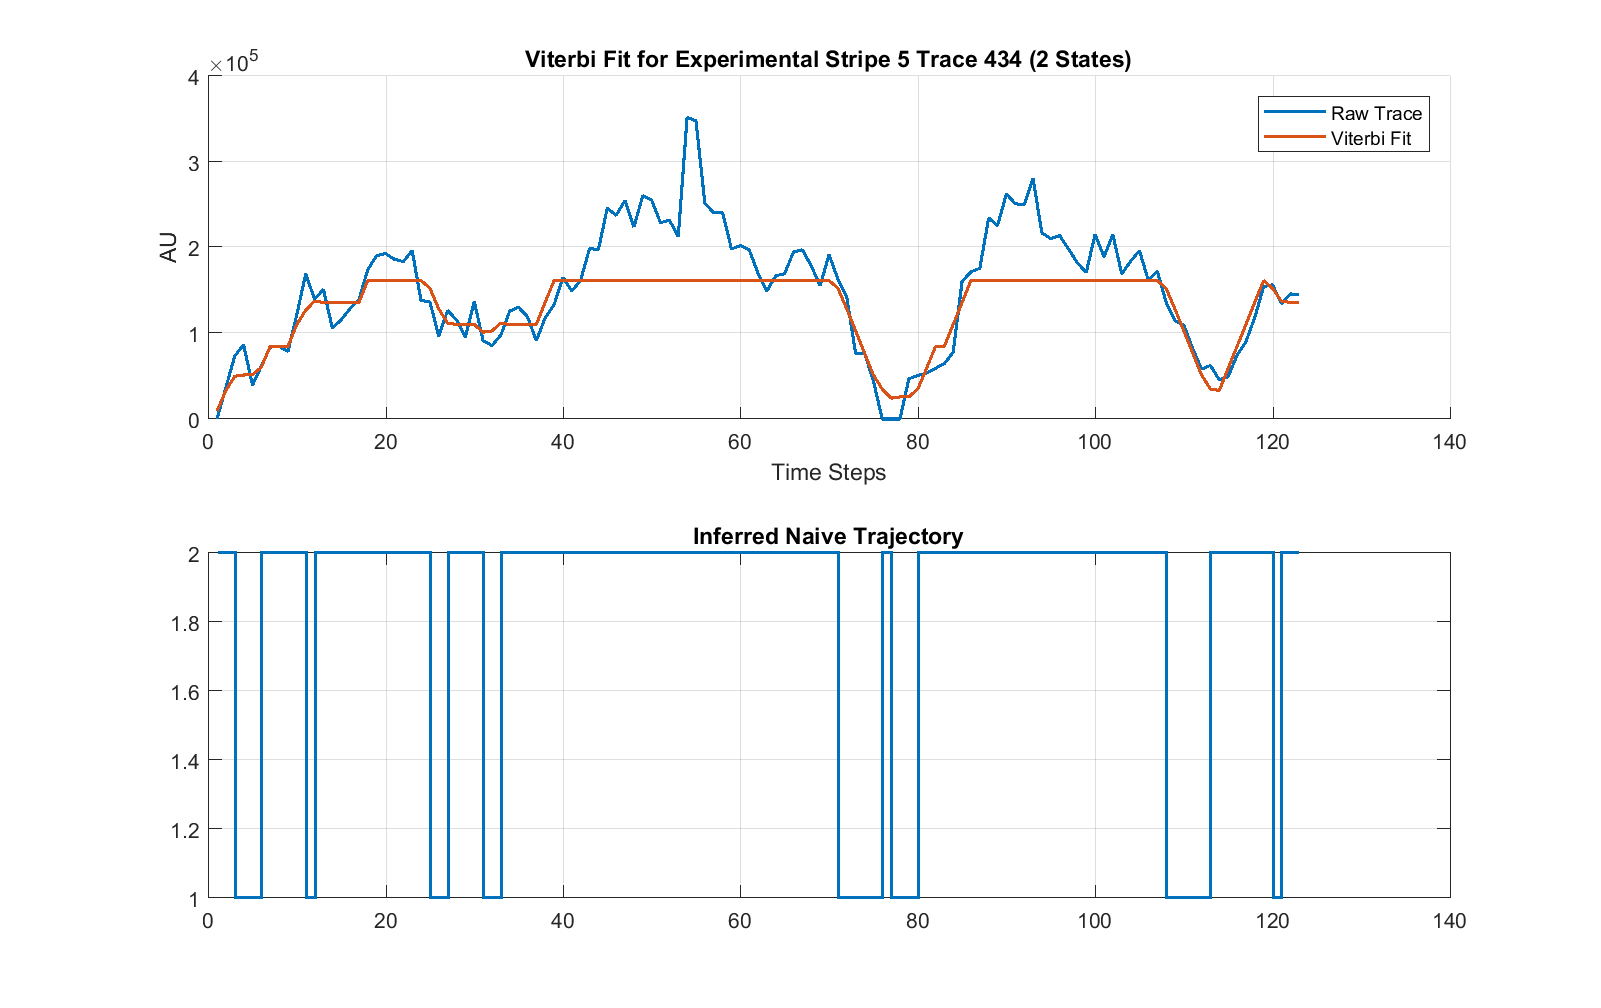 Viterbi Fit for Experimental Stripe 5 Trace 434 (2 States)
×10⁵
4
3
2
1
0
AU
Raw Trace
Viterbi Fit
0 20 40 60 80 100 120 140
Time Steps
Inferred Naive Trajectory
2
1.8
1.6
1.4
1.2
1
0 20 40 60 80 100 120 140